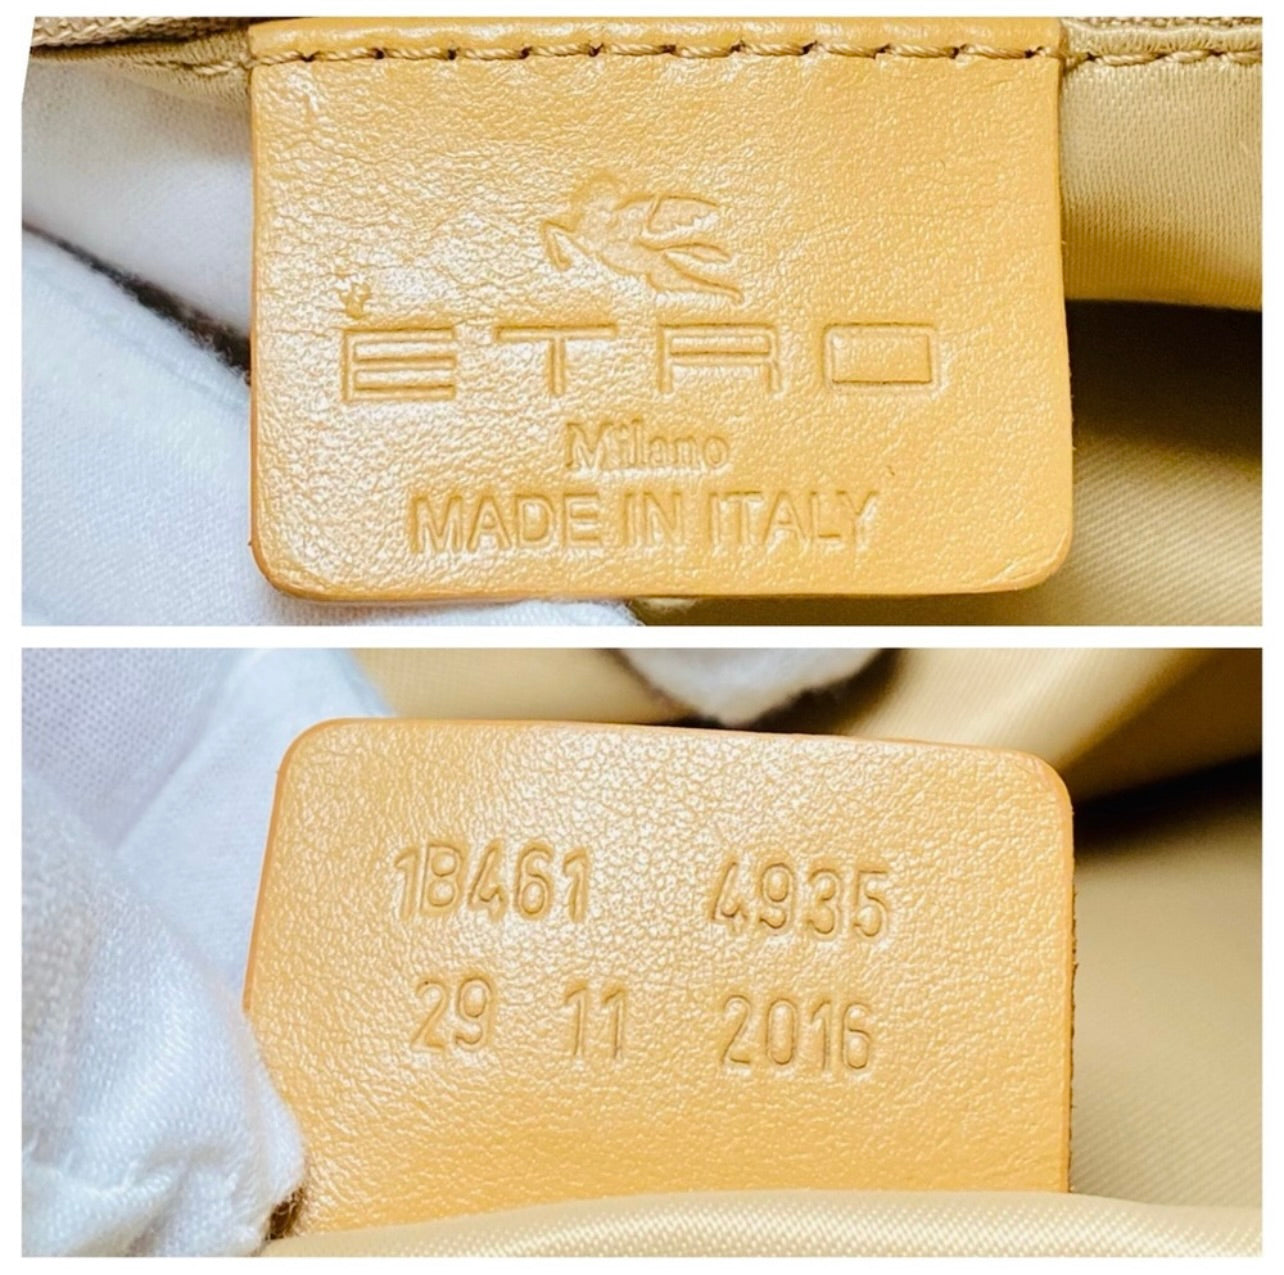 ETRO
Milano
MADE IN ITALY
1B461 4935
29 11 2016